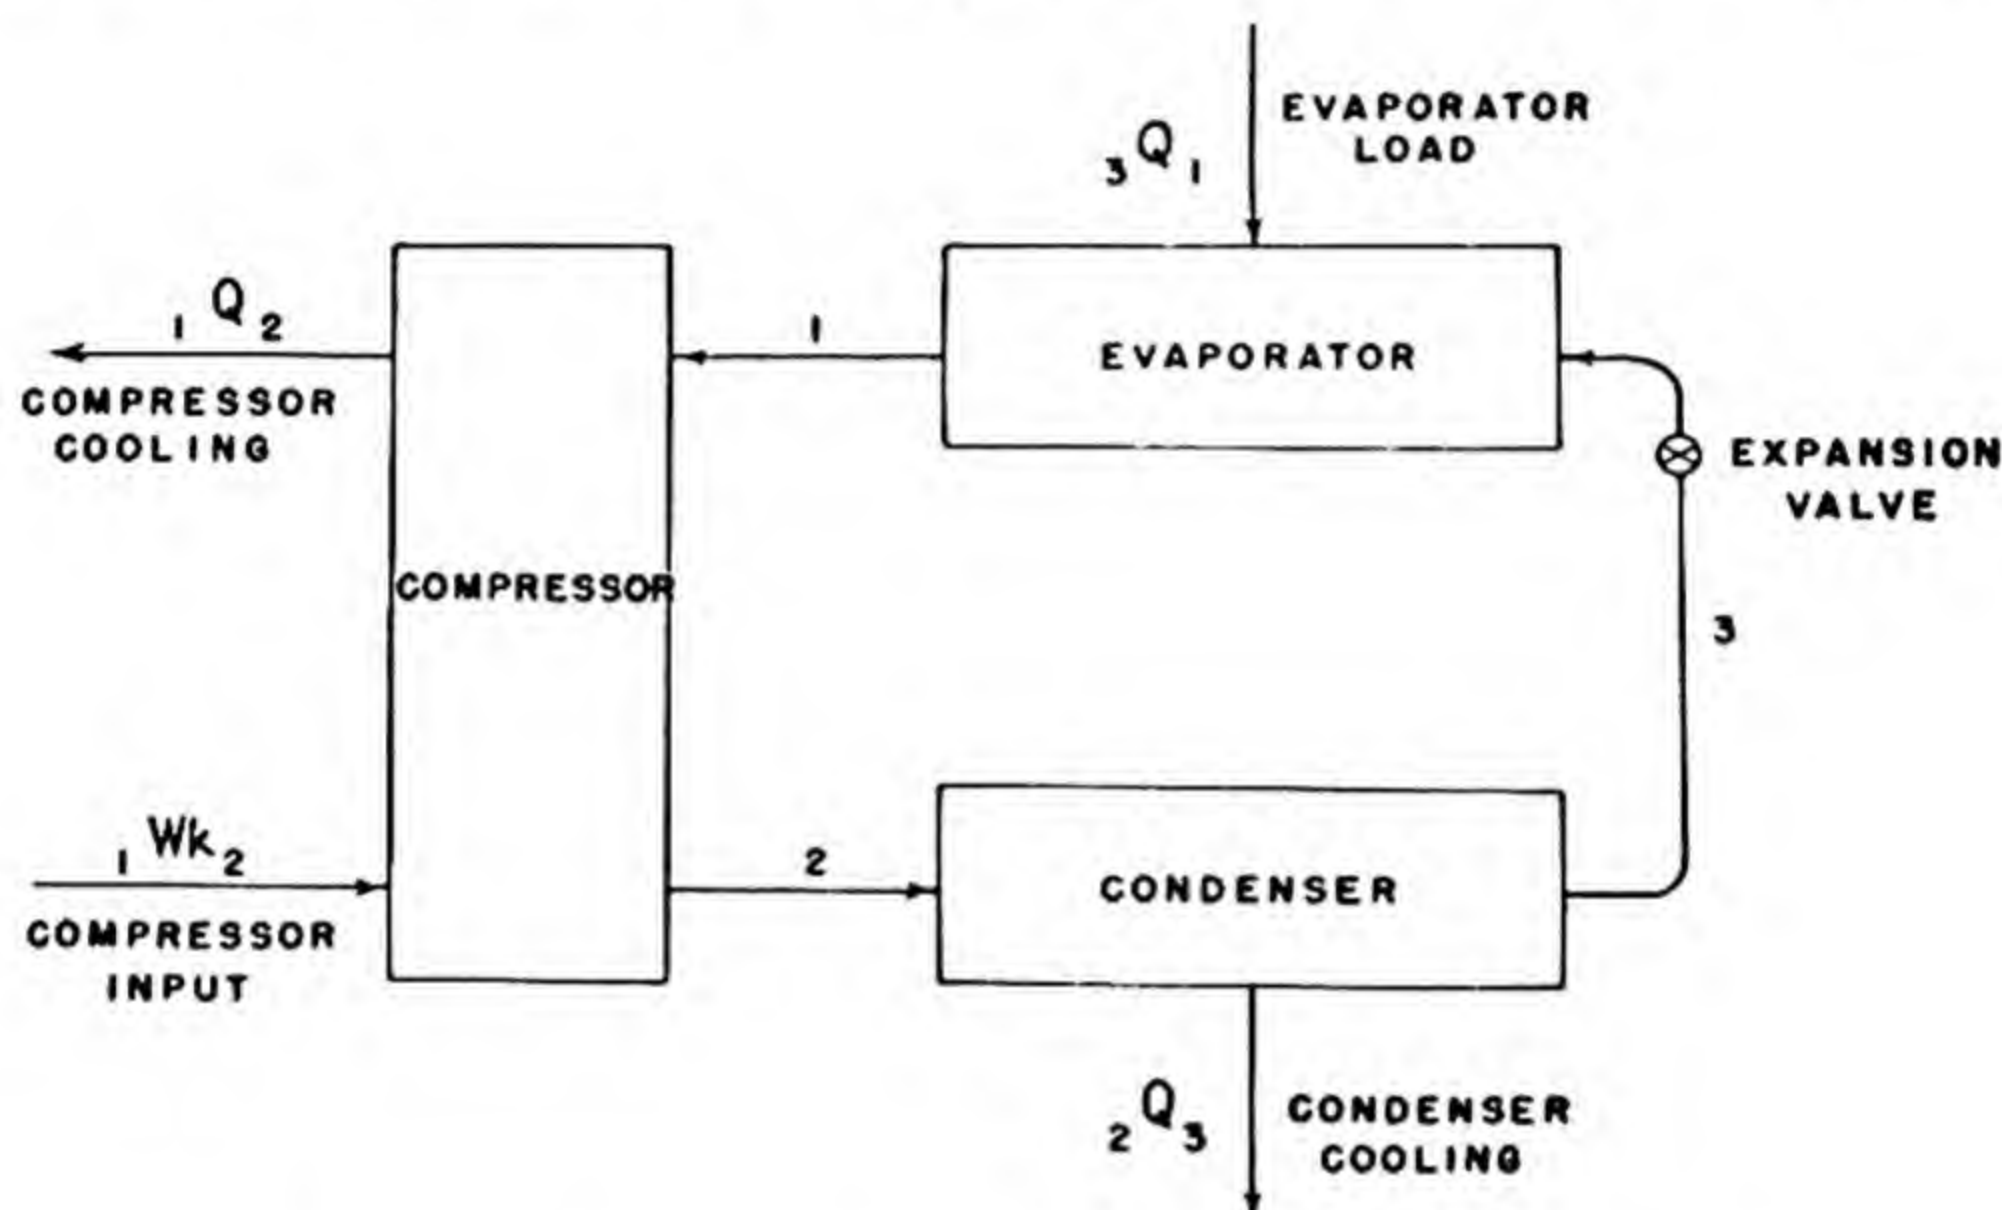 EVAPORATOR
LOAD
3Q1
1Q2
COMPRESSOR
COOLING
1
EVAPORATOR
EXPANSION
VALVE
COMPRESSOR
3
1Wk2
COMPRESSOR
INPUT
2
CONDENSER
2Q3
CONDENSER
COOLING